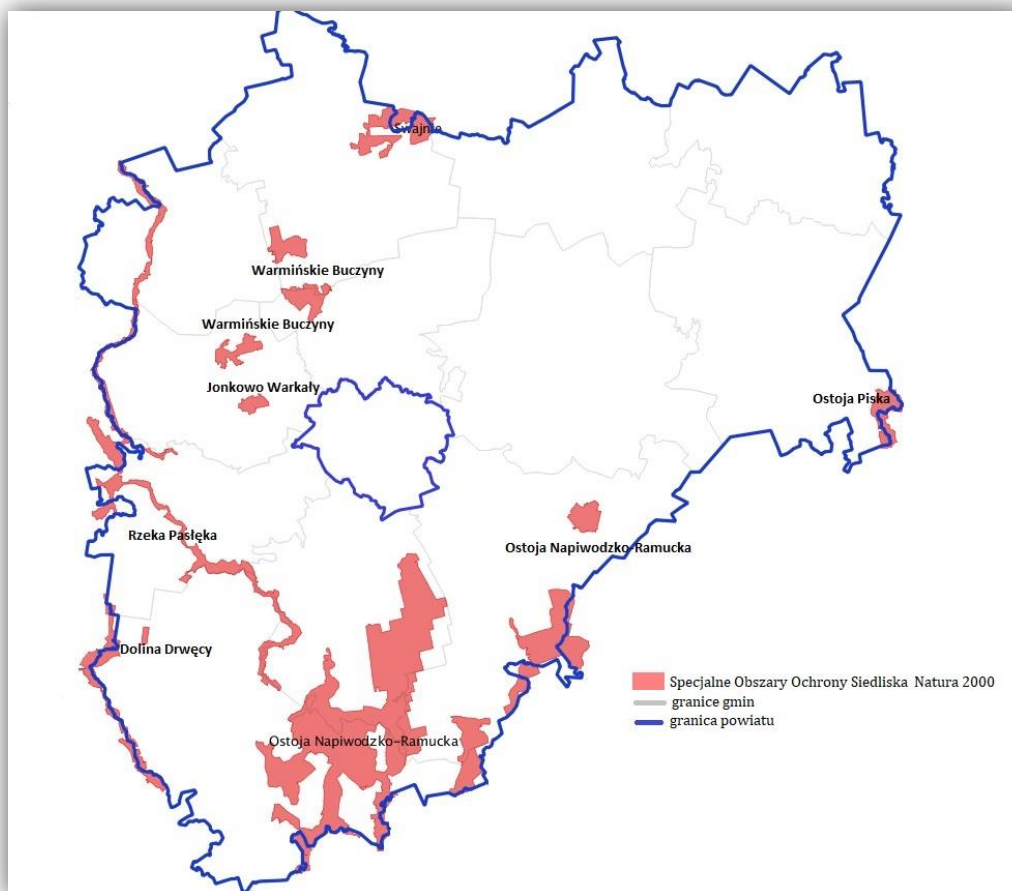 Swajnie
Warmińskie Buczyny
Warmińskie Buczyny
Jonkowo Warkały
Ostoja Piska
Rzeka Pasłęka
Ostoja Napiwodzko-Ramucka
Dolina Drwęcy
Specjalne Obszary Ochrony Siedliska Natura 2000
granice gmin
granica powiatu
Ostoja Napiwodzko-Ramucka